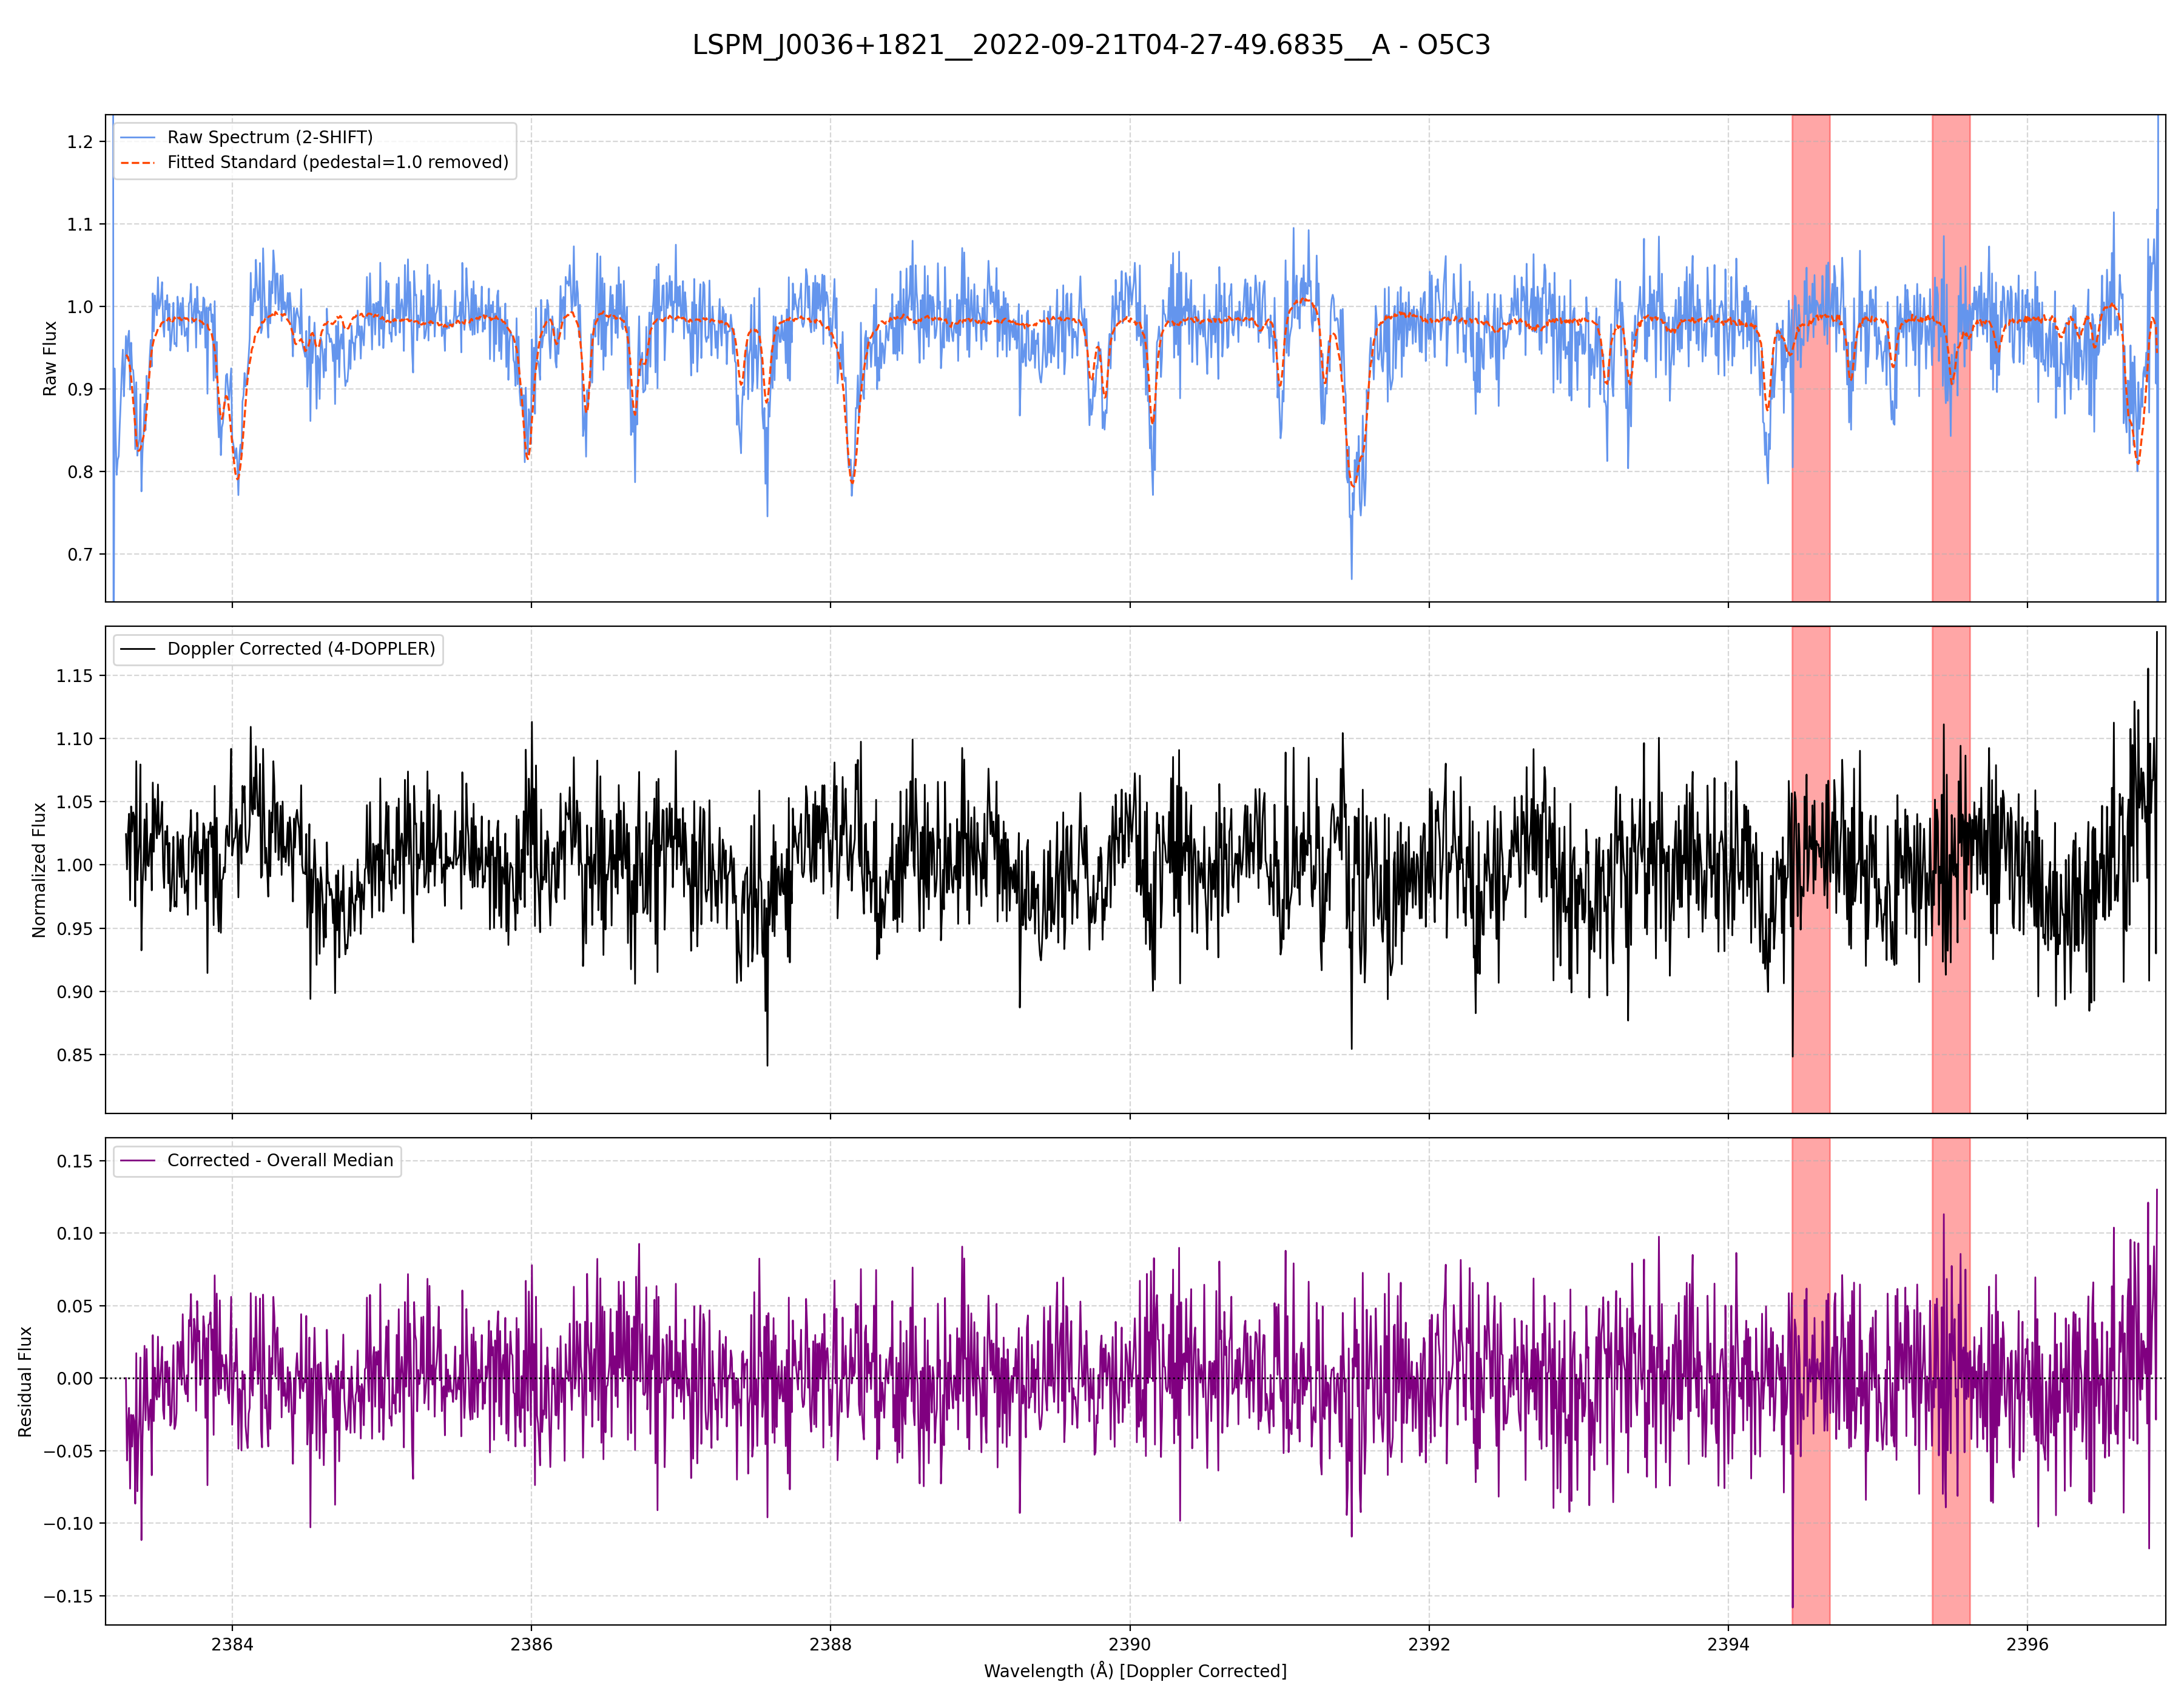 LSPM_J0036+1821__2022-09-21T04-27-49.6835__A - O5C3
Raw Spectrum (2-SHIFT)
Fitted Standard (pedestal=1.0 removed)
Raw Flux
1.2
1.1
1.0
0.9
0.8
0.7
Doppler Corrected (4-DOPPLER)
Normalized Flux
1.15
1.10
1.05
1.00
0.95
0.90
0.85
Corrected - Overall Median
Residual Flux
0.15
0.10
0.05
0.00
−0.05
−0.10
−0.15
2384 2386 2388 2390 2392 2394 2396
Wavelength (Å) [Doppler Corrected]